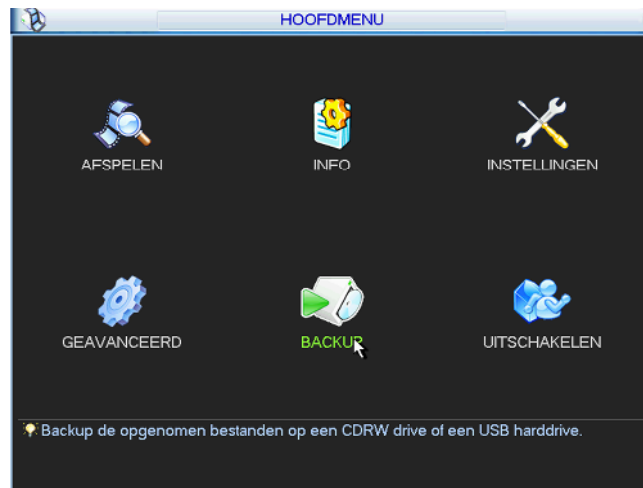 HOOFDMENU
AFSPELEN INFO INSTELLINGEN
GEAVANCEERD BACKUP UITSCHAKELEN
Backup de opgenomen bestanden op een CDRW drive of een USB harddrive.